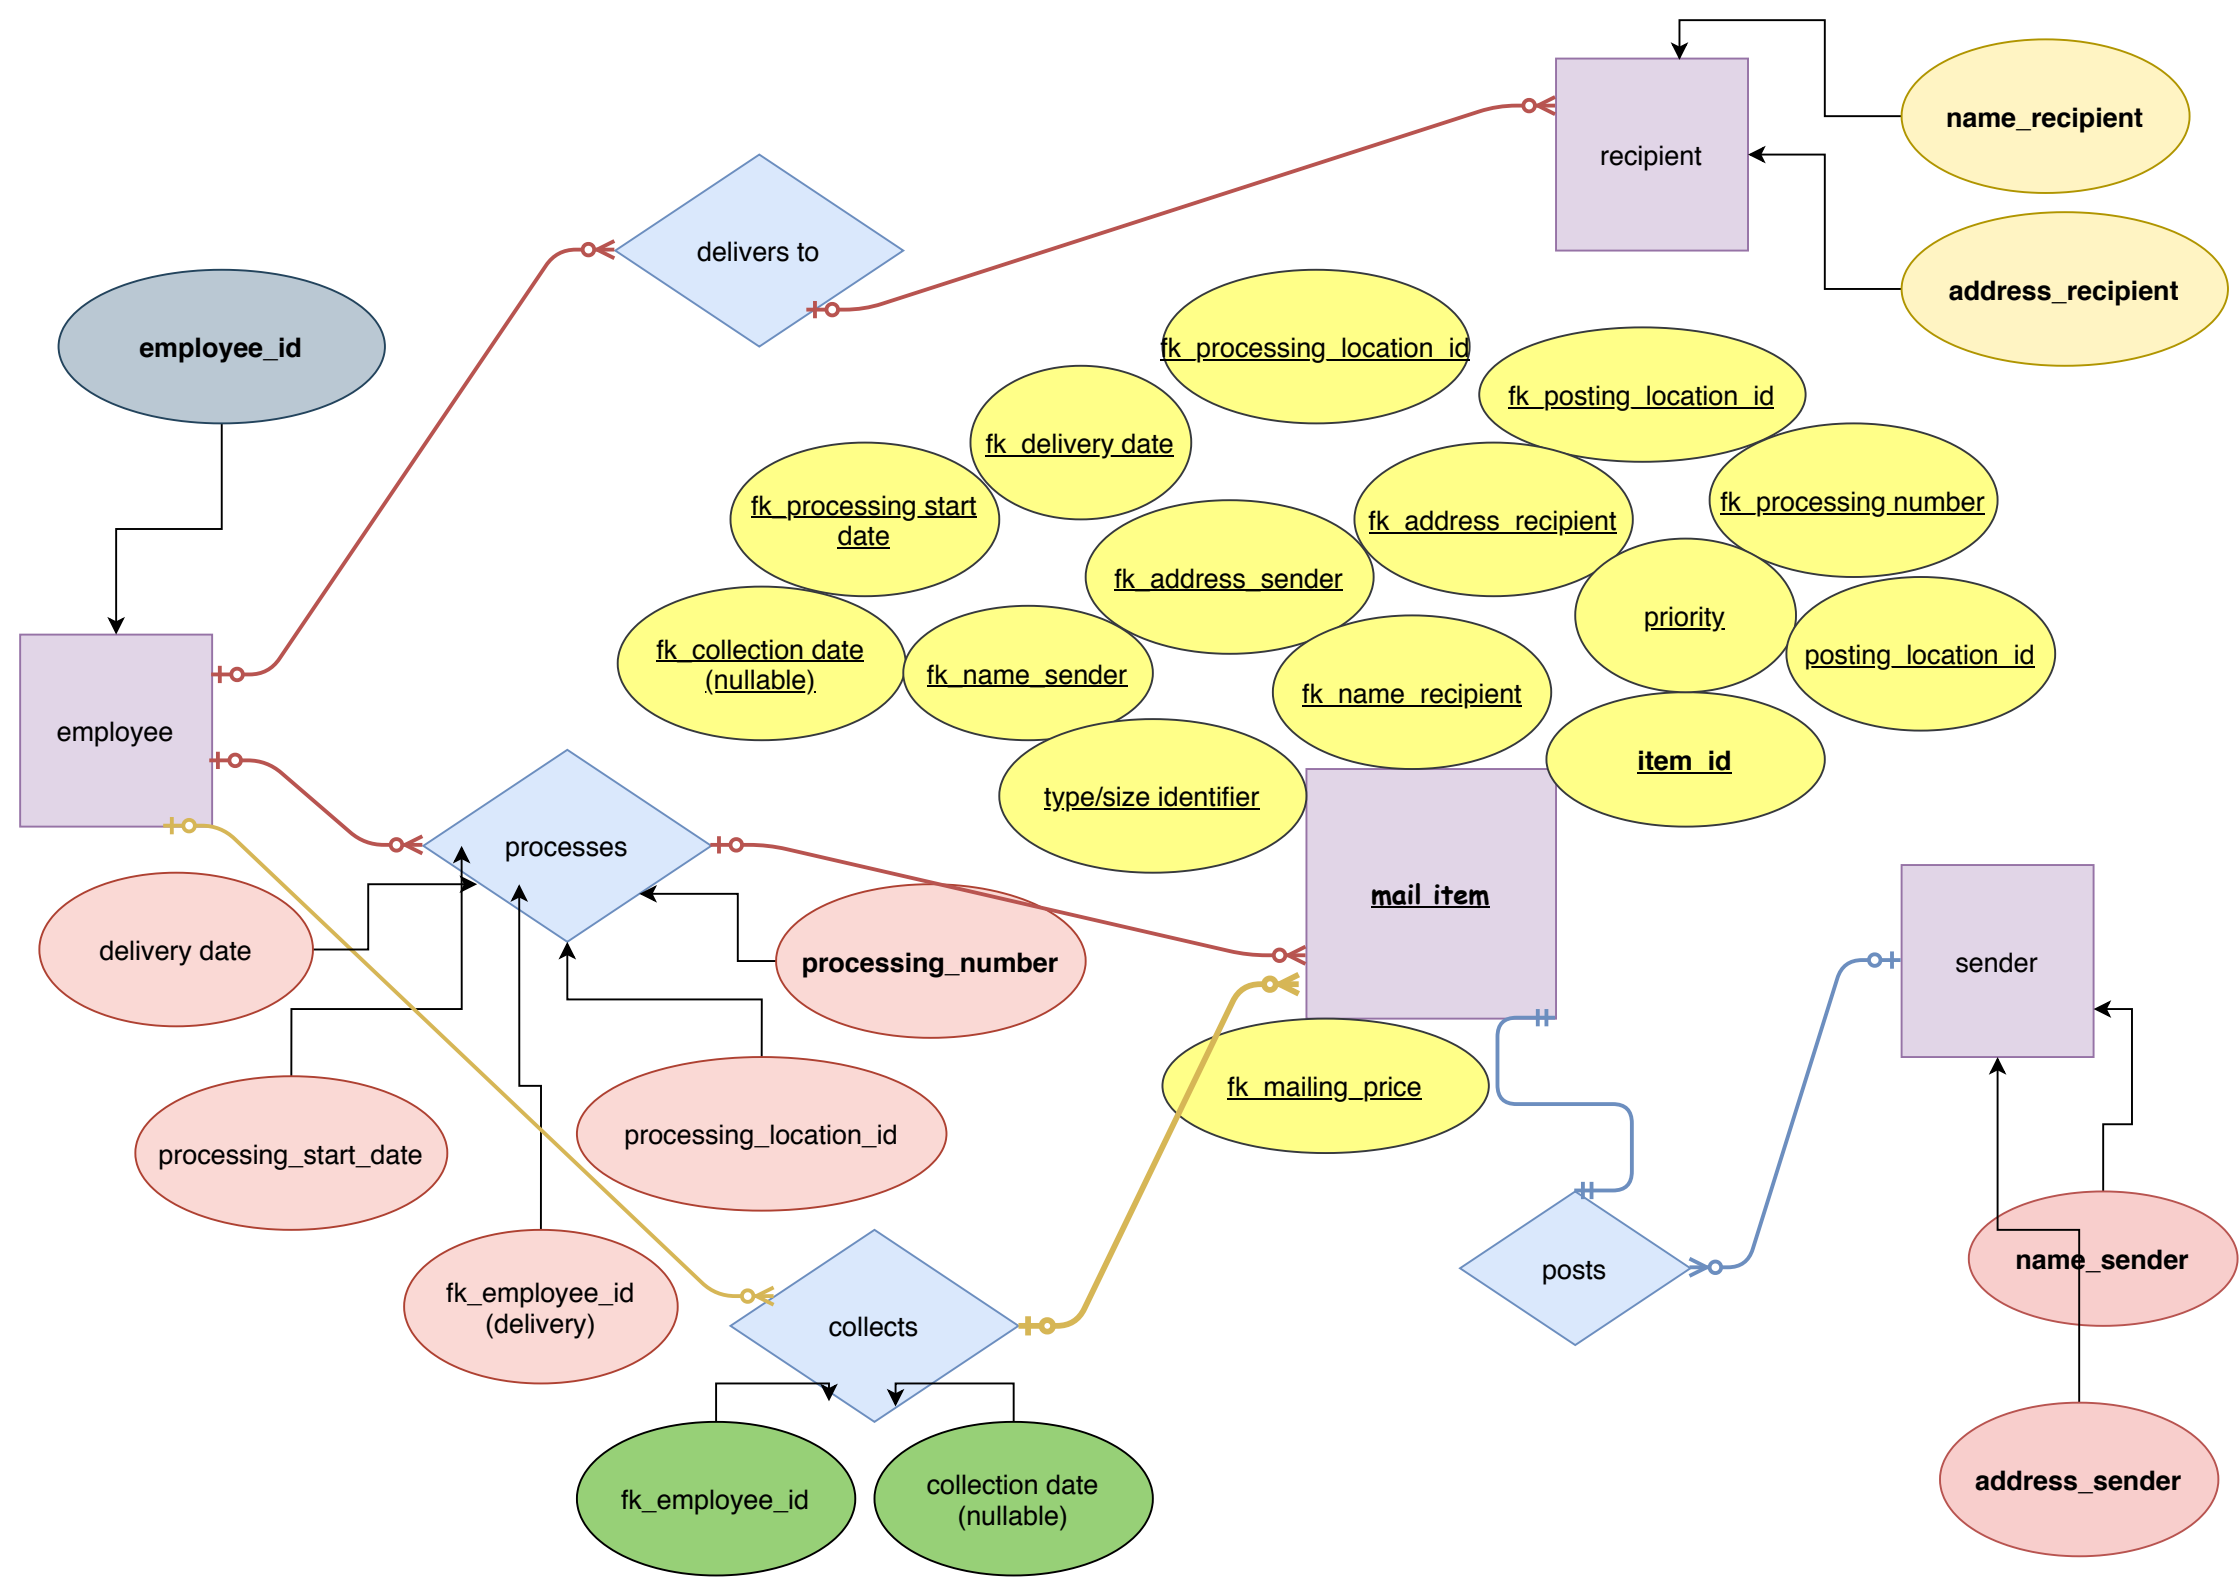 name_recipient
recipient
delivers to
address_recipient
employee_id
fk_processing_location_id
fk_posting_location_id
fk_delivery date
fk_processing number
fk_processing start
date
fk_address_recipient
fk_address_sender
priority
fk_collection date
(nullable)
fk_name_sender
posting_location_id
fk_name_recipient
employee
item_id
type/size identifier
processes
mail item
delivery date
processing_number
sender
fk_mailing_price
processing_location_id
processing_start_date
name_sender
posts
fk_employee_id
(delivery)
collects
address_sender
fk_employee_id
collection date
(nullable)